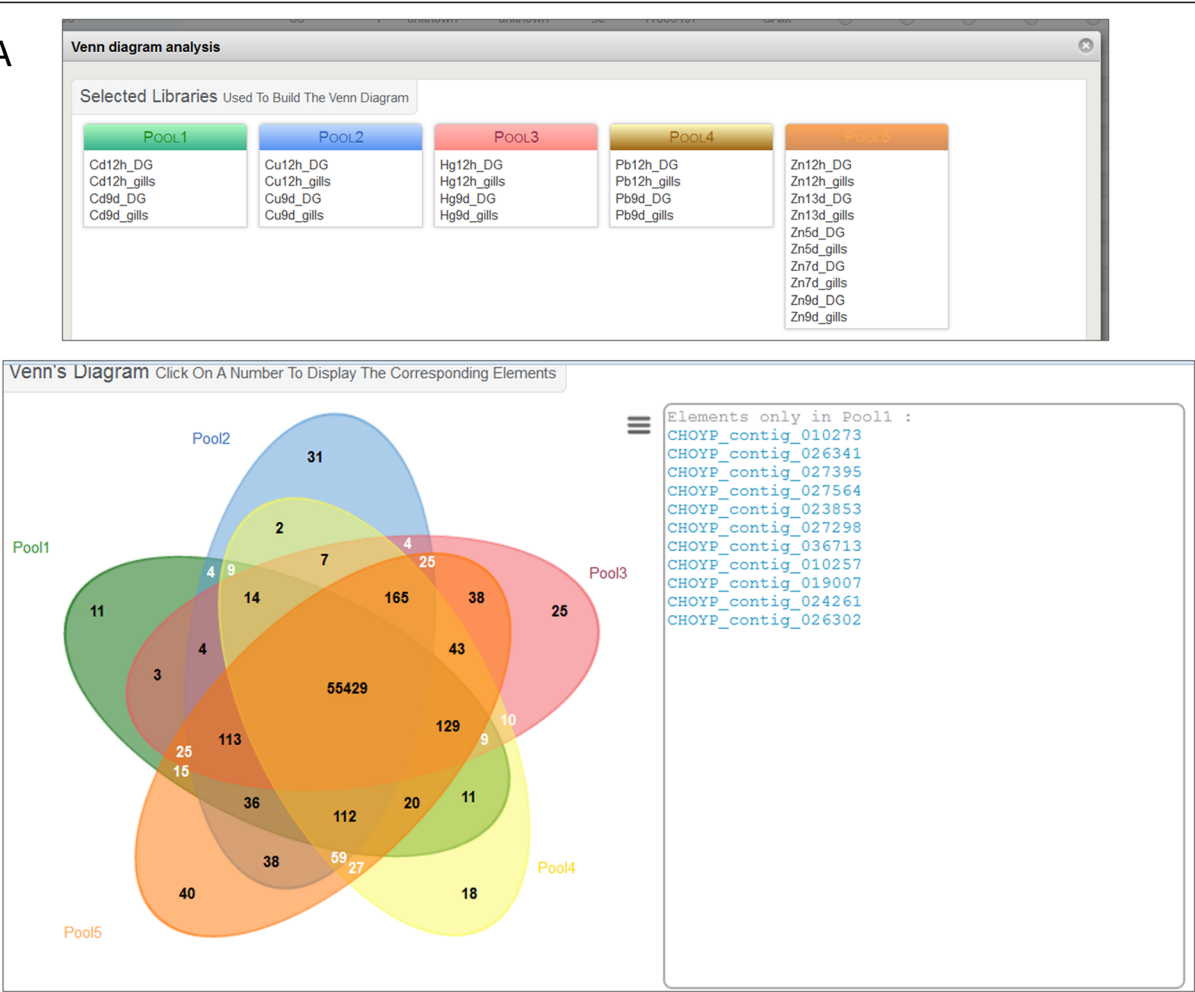 A
Venn diagram analysis
Selected Libraries Used To Build The Venn Diagram
POOL1 POOL2 POOL3 POOL4 POOL5
Cd12h_DG Cu12h_DG Hg12h_DG Pb12h_DG Zn12h_DG
Cd12h_gills Cu12h_gills Hg12h_gills Pb12h_gills Zn12h_gills
Cd9d_DG Cu9d_DG Hg9d_DG Pb9d_DG Zn13d_DG
Cd9d_gills Cu9d_gills Hg9d_gills Pb9d_gills Zn13d_gills
Zn5d_DG
Zn5d_gills
Zn7d_DG
Zn7d_gills
Zn9d_DG
Zn9d_gills
Venn's Diagram Click On A Number To Display The Corresponding Elements
Pool2
31
2
Pool1
4
7
25
Pool3
4 9
14 165 38
11 25
4 43
3
55429
10
113 129 9
25
15
36 112 20 11
38 59 27
Pool4
40 18
Pool5
Elements only in Pool1 :
CHOYP_contig_010273
CHOYP_contig_026341
CHOYP_contig_027395
CHOYP_contig_027564
CHOYP_contig_023853
CHOYP_contig_027298
CHOYP_contig_036713
CHOYP_contig_010257
CHOYP_contig_019007
CHOYP_contig_024261
CHOYP_contig_026302